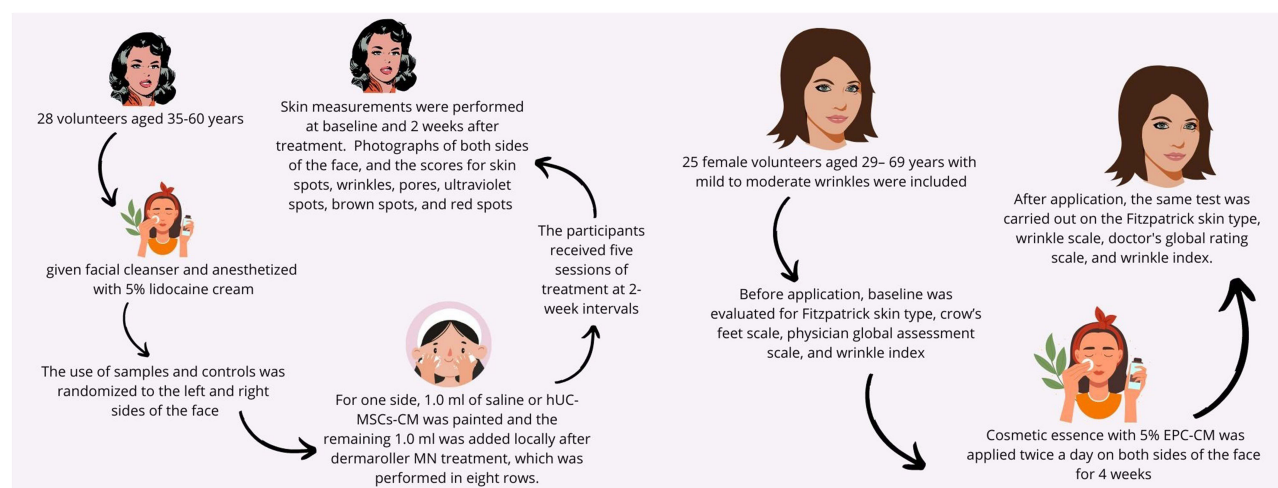 28 volunteers aged 35-60 years
given facial cleanser and anesthetized
with 5% lidocaine cream
The use of samples and controls was
randomized to the left and right
sides of the face
For one side, 1.0 ml of saline or hUC-
MSCs-CM was painted and the
remaining 1.0 ml was added locally after
dermaroller MN treatment, which was
performed in eight rows.
The participants
received five
sessions of
treatment at 2-
week intervals
Skin measurements were performed
at baseline and 2 weeks after
treatment. Photographs of both sides
of the face, and the scores for skin
spots, wrinkles, pores, ultraviolet
spots, brown spots, and red spots
25 female volunteers aged 29– 69 years with
mild to moderate wrinkles were included
Before application, baseline was
evaluated for Fitzpatrick skin type, crow’s
feet scale, physician global assessment
scale, and wrinkle index
Cosmetic essence with 5% EPC-CM was
applied twice a day on both sides of the face
for 4 weeks
After application, the same test was
carried out on the Fitzpatrick skin type,
wrinkle scale, doctor's global rating
scale, and wrinkle index.